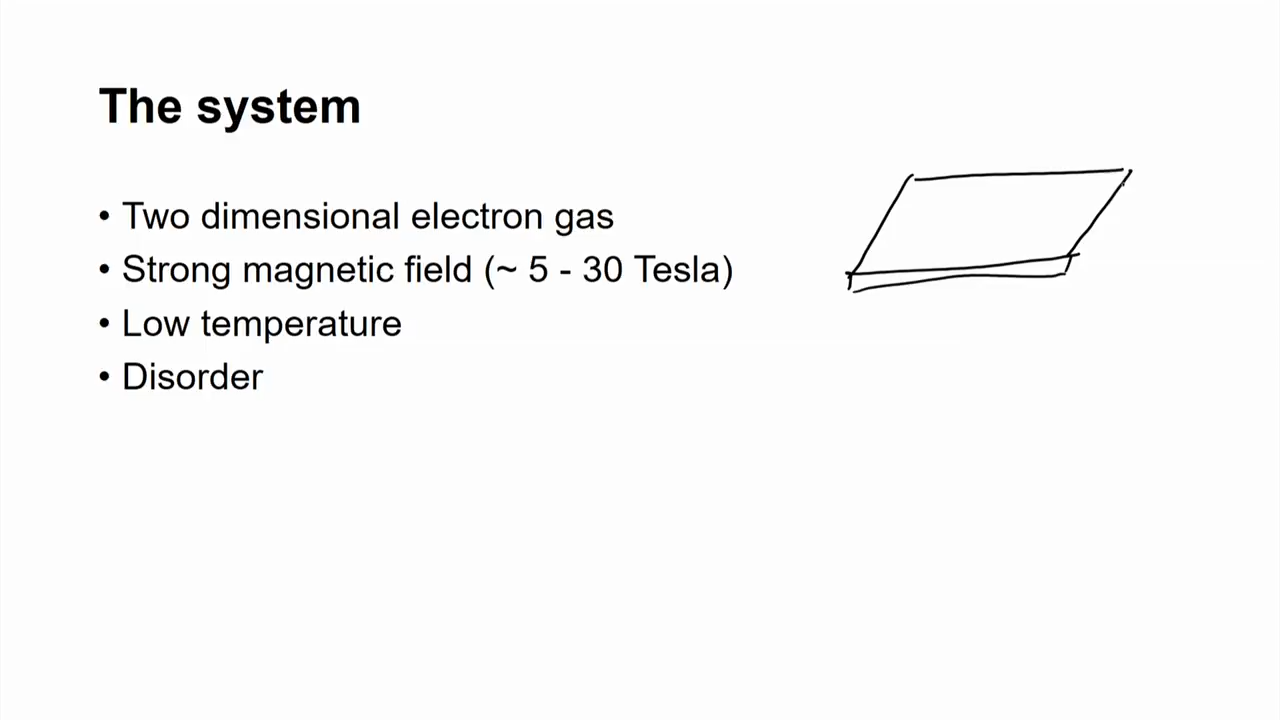 The system
• Two dimensional electron gas
• Strong magnetic field (~ 5 - 30 Tesla)
• Low temperature
• Disorder